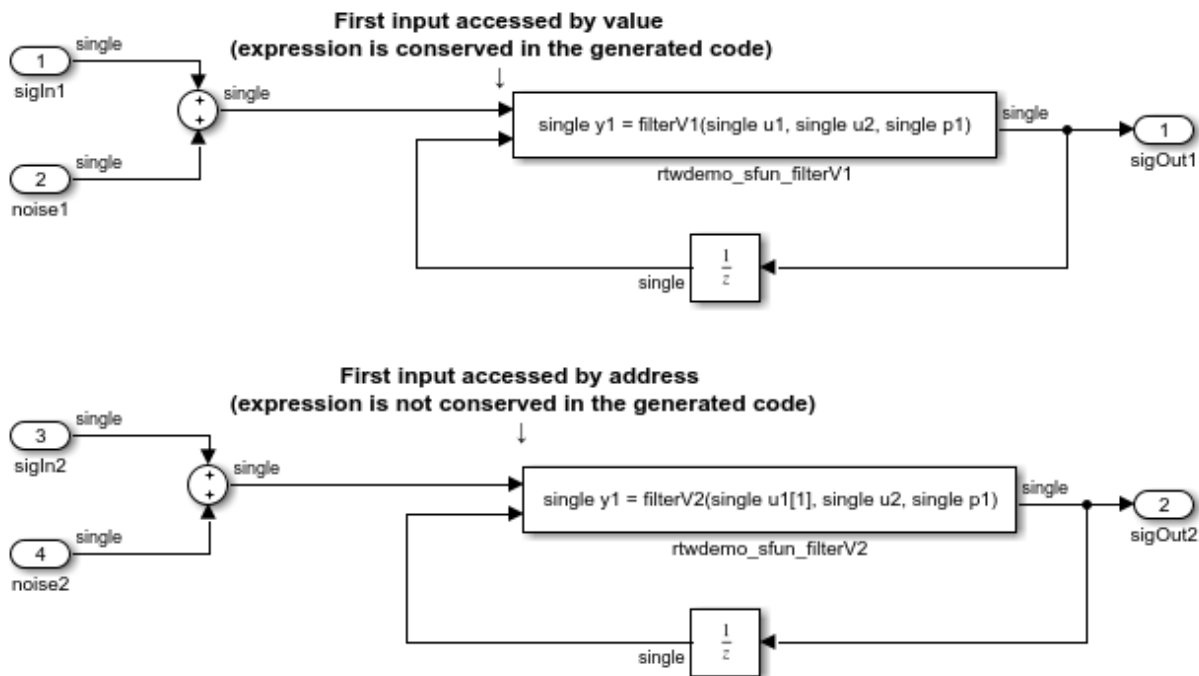 First input accessed by value
(expression is conserved in the generated code)
↓
1
single
sigIn1
+
+
single
single y1 = filterV1(single u1, single u2, single p1)
single
1
sigOut1
rtwdemo_sfun_filterV1
2
single
noise1
1
z
single
First input accessed by address
(expression is not conserved in the generated code)
↓
3
single
sigIn2
+
+
single
single y1 = filterV2(single u1[1], single u2, single p1)
single
2
sigOut2
rtwdemo_sfun_filterV2
4
single
noise2
1
z
single